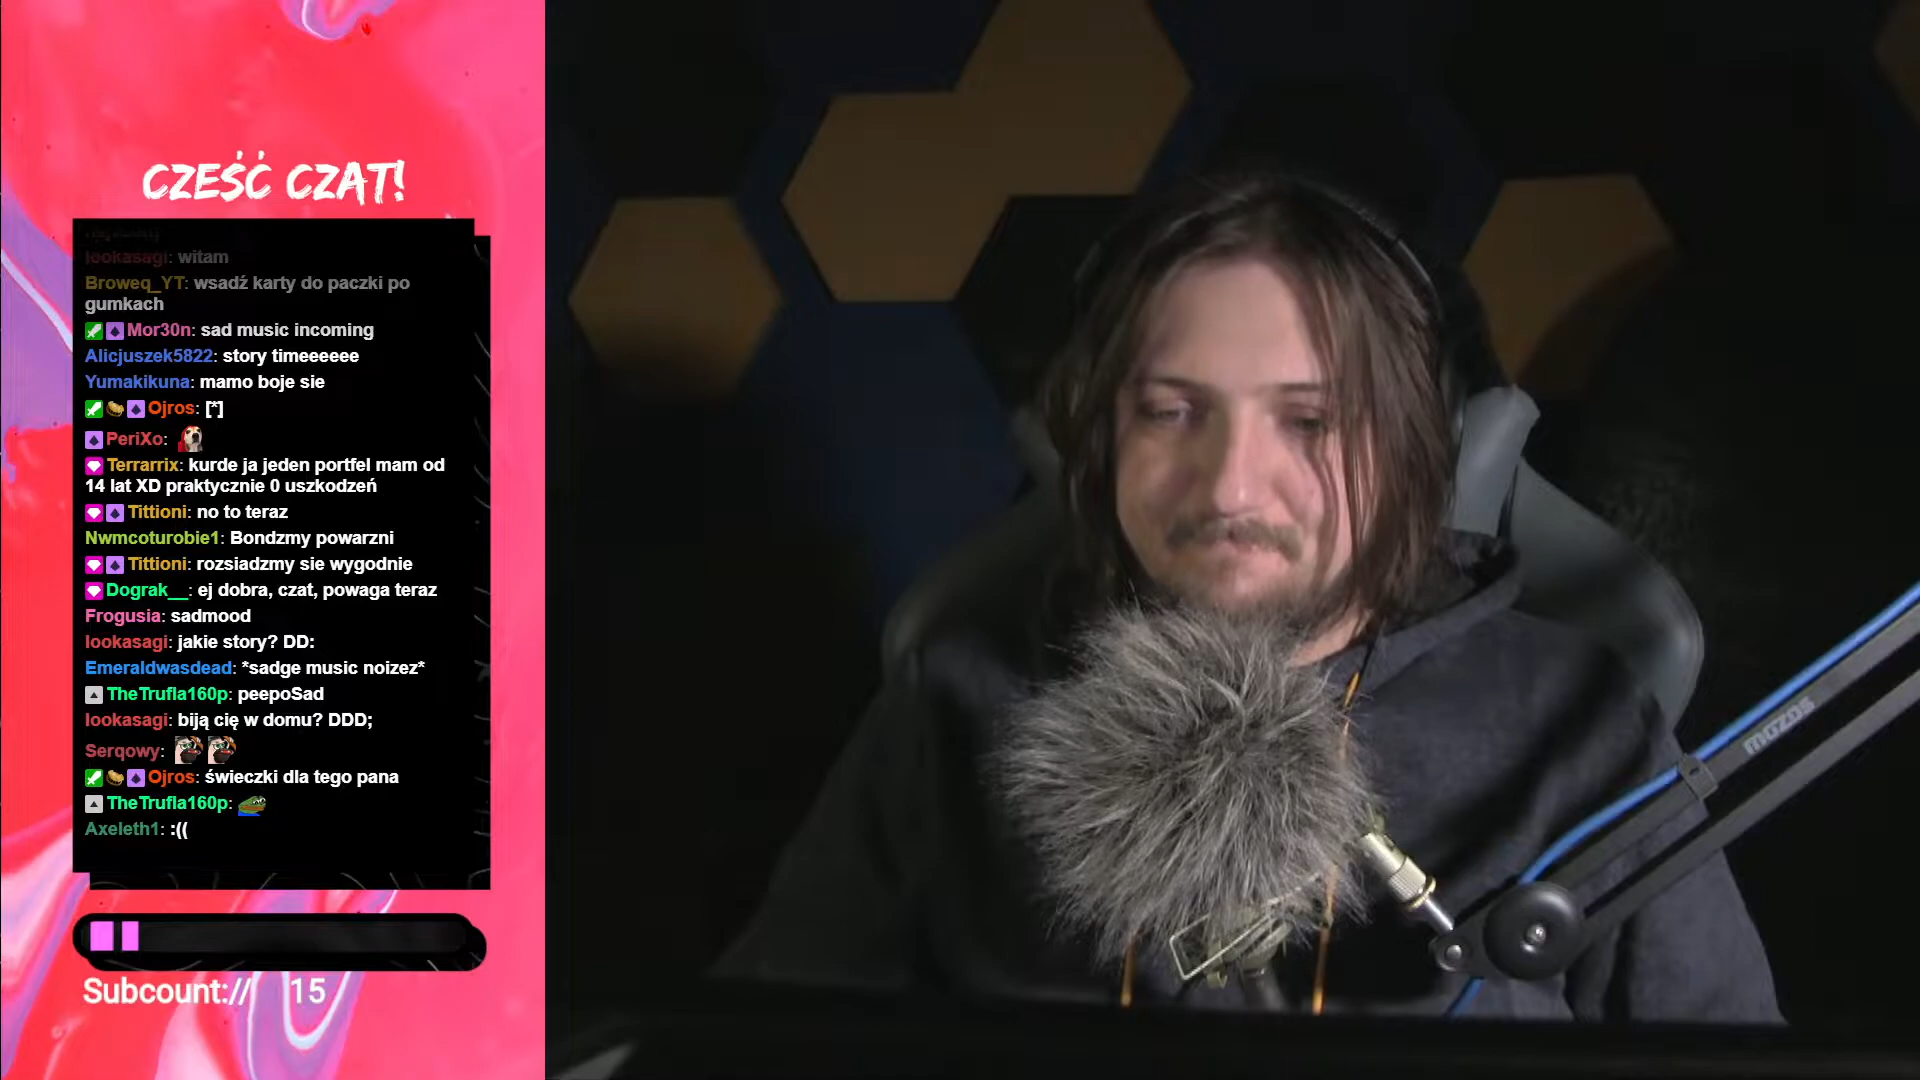 CZEŚĆ CZAT!
lookasagi: witam
Broweq_YT: wsadź karty do paczki po
gumkach
Mor30n: sad music incoming
Alicjuszek5822: story timeeeeee
Yumakikuna: mamo boje sie
Ojros: [*]
PeriXo:
Terrarrix: kurde ja jeden portfel mam od
14 lat XD praktycznie 0 uszkodzeń
Tittioni: no to teraz
Nwmcoturobie1: Bondzmy powarzni
Tittioni: rozsiadzmy sie wygodnie
Dograk__: ej dobra, czat, powaga teraz
Frogusia: sadmood
lookasagi: jakie story? DD:
Emeraldwasdead: *sadge music noizez*
TheTrufla160p: peepoSad
lookasagi: biją cię w domu? DDD;
Serqowy:
Ojros: świeczki dla tego pana
TheTrufla160p:
Axeleth1: :((
Subcount:// 15
mozos